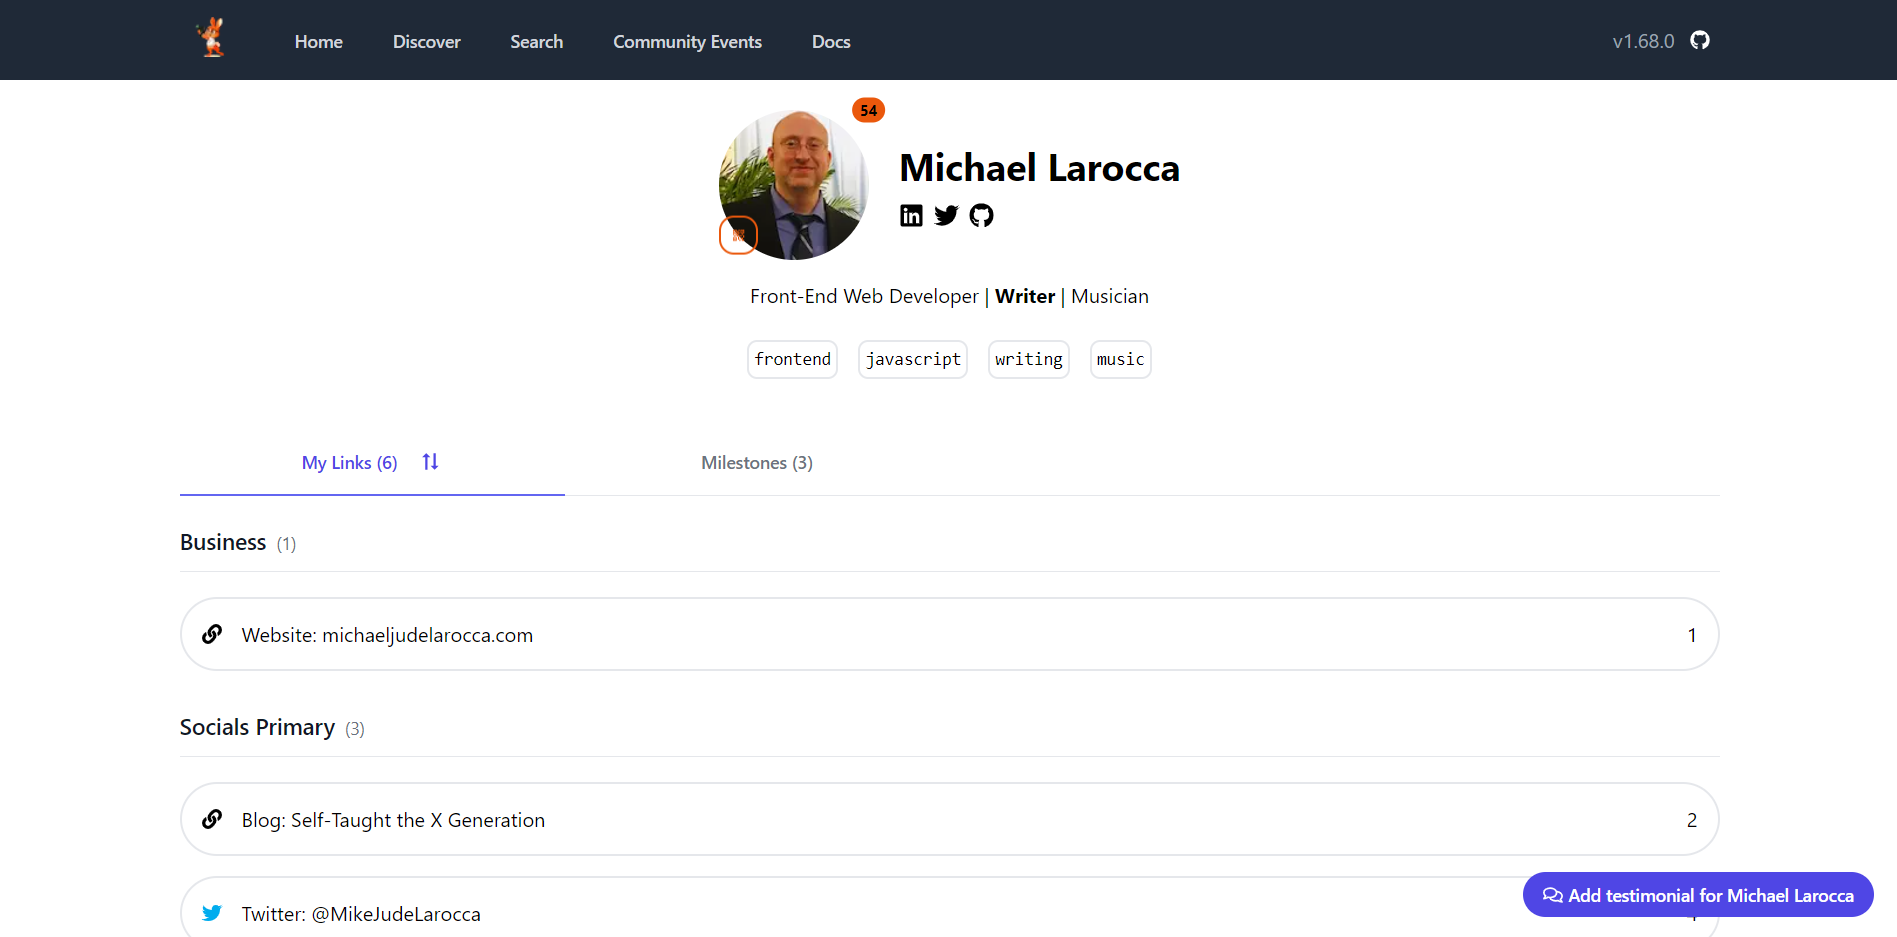 Home Discover Search Community Events Docs v1.68.0
54
Michael Larocca
Front-End Web Developer | Writer | Musician
frontend javascript writing music
My Links (6) Milestones (3)
Business (1)
Website: michaeljudelarocca.com 1
Socials Primary (3)
Blog: Self-Taught the X Generation 2
Twitter: @MikeJudeLarocca
Add testimonial for Michael Larocca